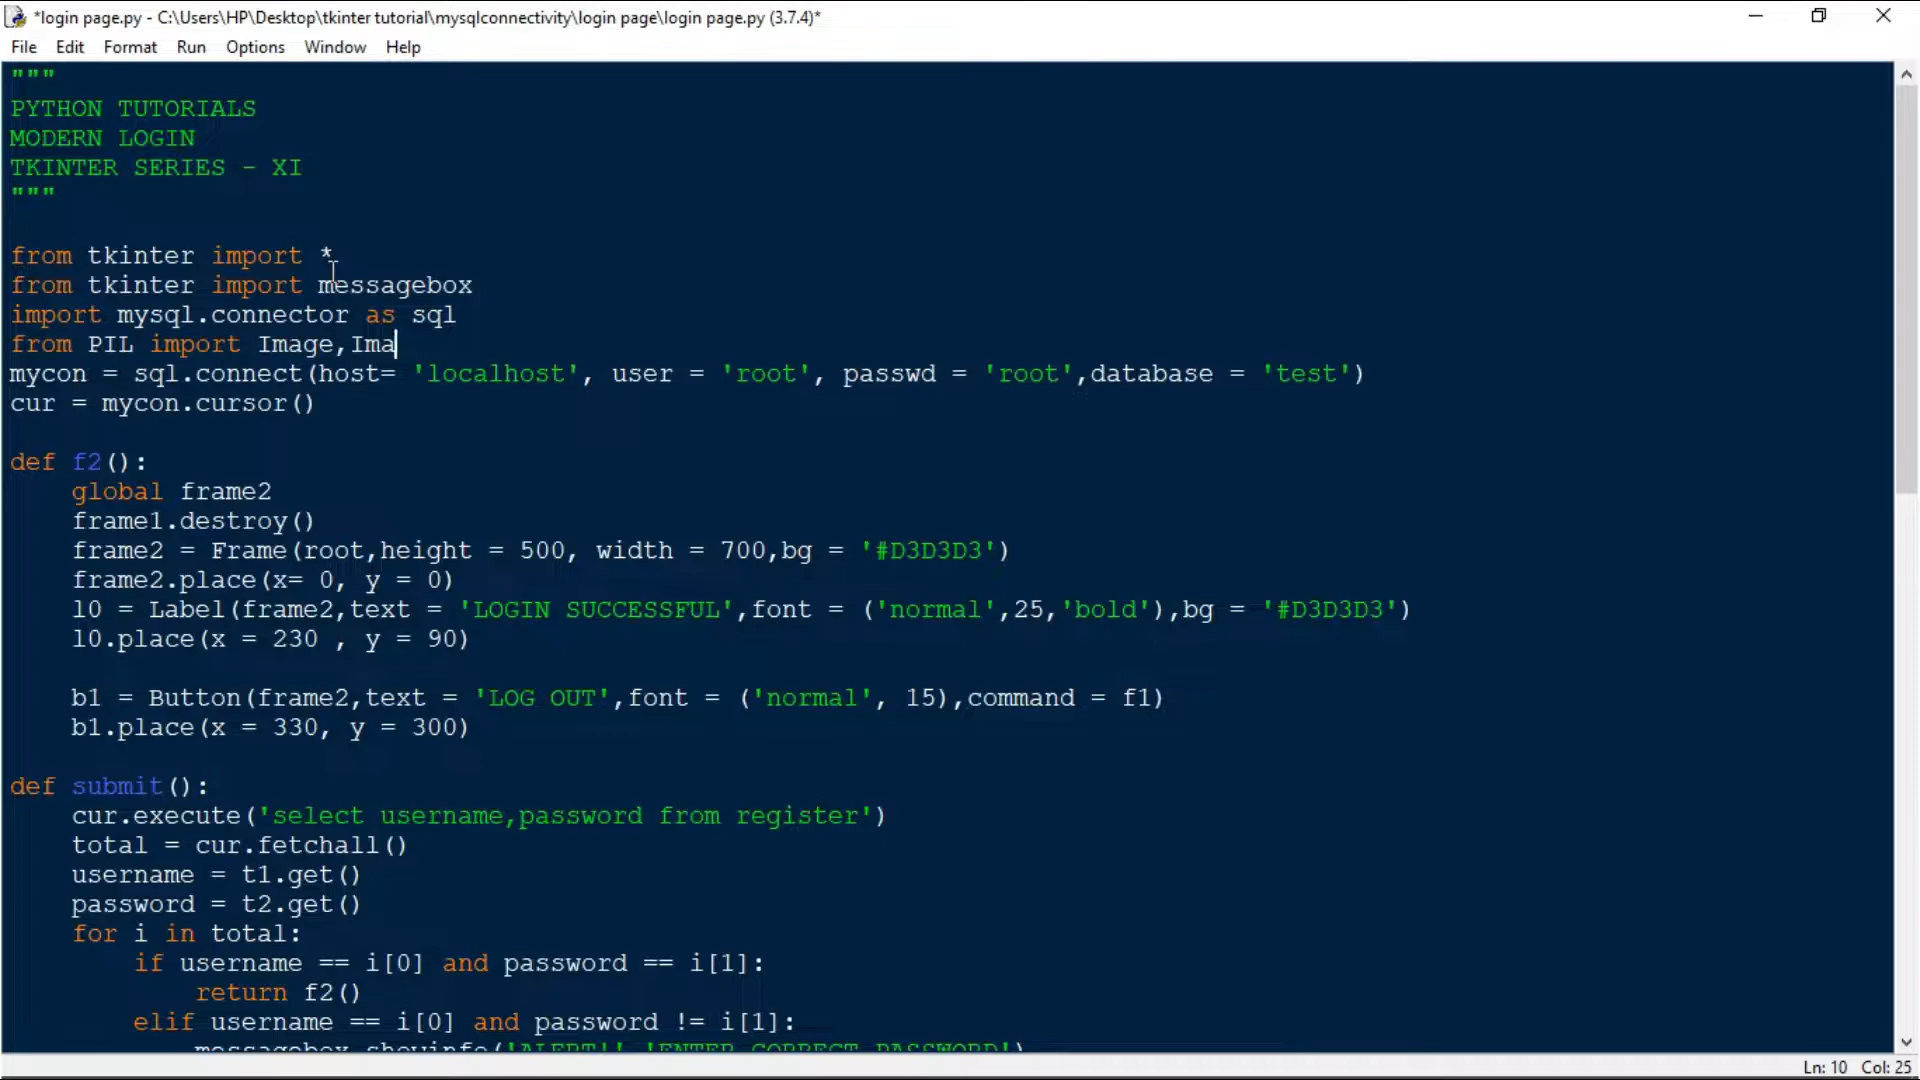 *login page.py - C:\Users\HP\Desktop\tkinter tutorial\mysqlconnectivity\login page\login page.py (3.7.4)*
File Edit Format Run Options Window Help
"""
PYTHON TUTORIALS
MODERN LOGIN
TKINTER SERIES - XI
"""
from tkinter import *
from tkinter import messagebox
import mysql.connector as sql
from PIL import Image,Ima
mycon = sql.connect(host= 'localhost', user = 'root', passwd = 'root',database = 'test')
cur = mycon.cursor()
def f2():
    global frame2
    frame1.destroy()
    frame2 = Frame(root,height = 500, width = 700,bg = '#D3D3D3')
    frame2.place(x= 0, y = 0)
    l0 = Label(frame2,text = 'LOGIN SUCCESSFUL',font = ('normal',25,'bold'),bg = '#D3D3D3')
    l0.place(x = 230 , y = 90)
    b1 = Button(frame2,text = 'LOG OUT',font = ('normal', 15),command = f1)
    b1.place(x = 330, y = 300)
def submit():
    cur.execute('select username,password from register')
    total = cur.fetchall()
    username = t1.get()
    password = t2.get()
    for i in total:
        if username == i[0] and password == i[1]:
            return f2()
        elif username == i[0] and password != i[1]:
            messagebox.showinfo('ALERT!','ENTER CORRECT PASSWORD')
Ln: 10 Col: 25